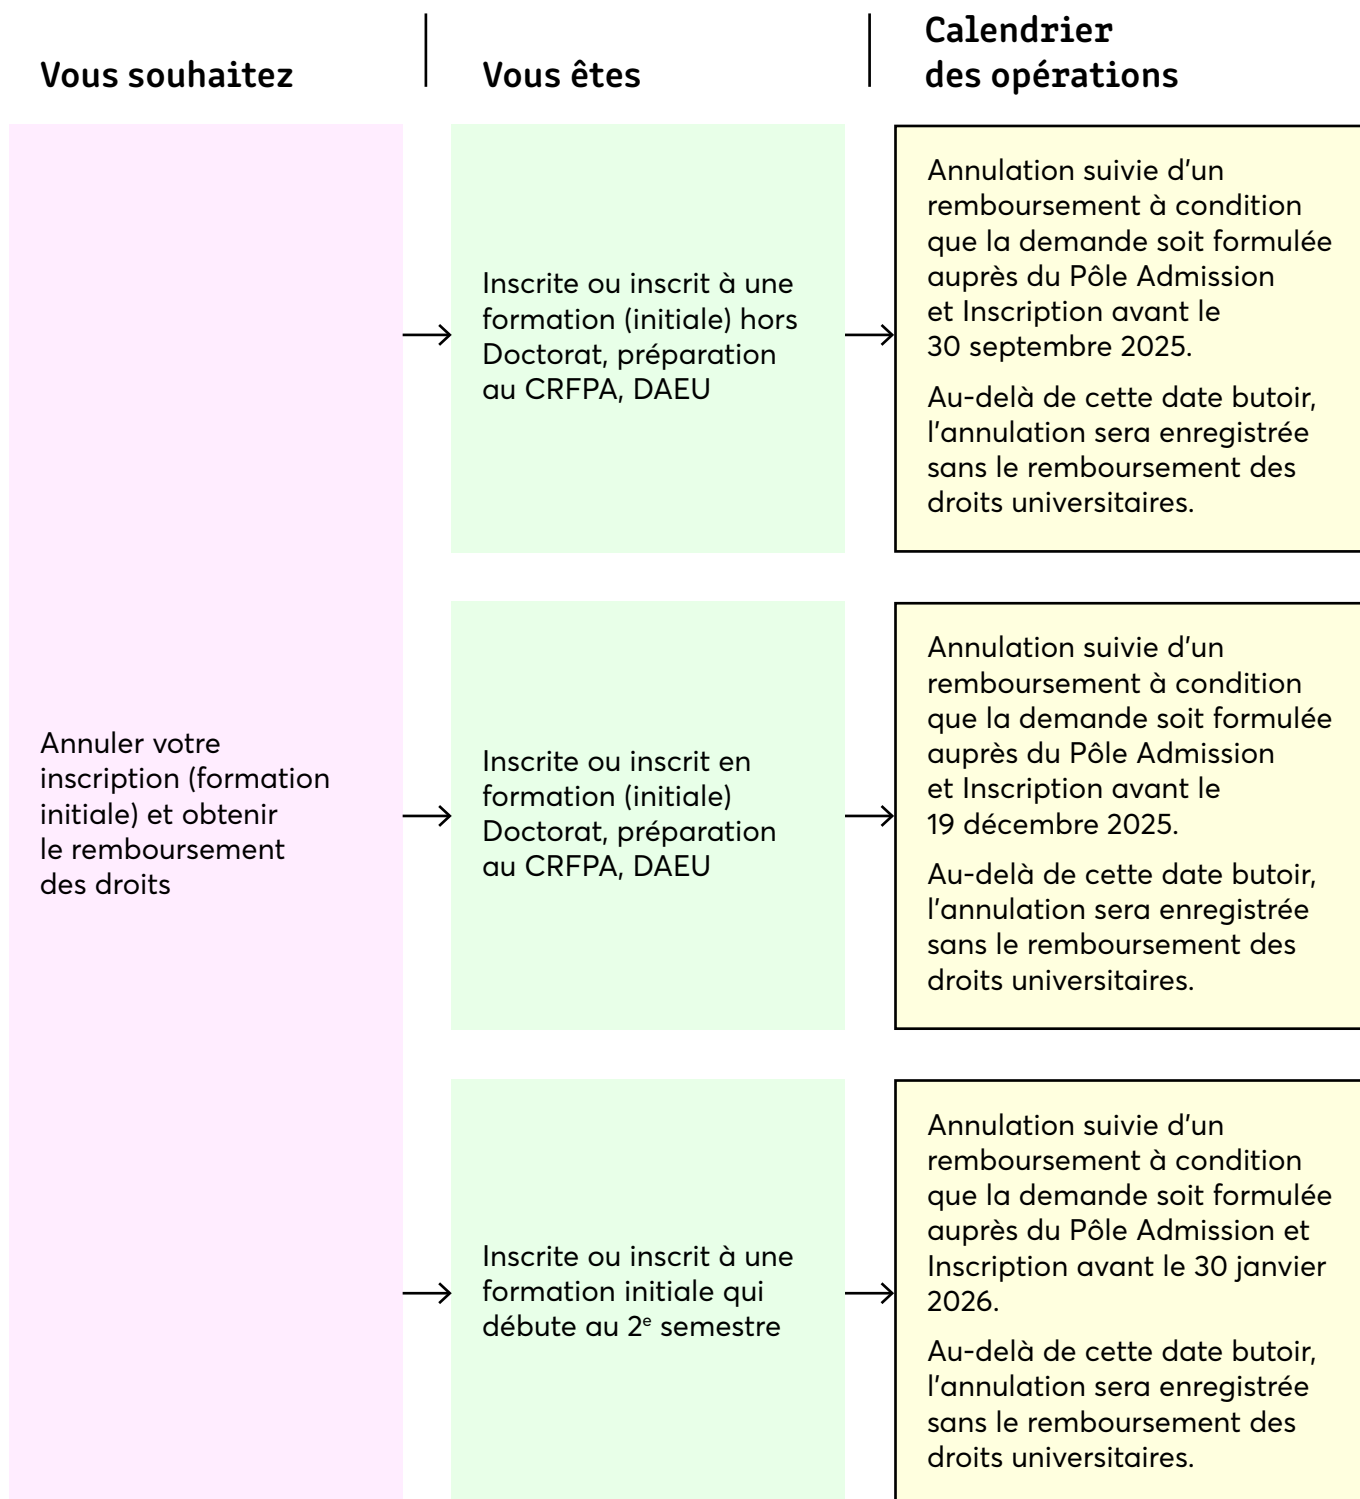 Vous souhaitez
Vous êtes
Calendrier
des opérations
Annuler votre
inscription (formation
initiale) et obtenir
le remboursement
des droits
Inscrite ou inscrit à une
formation (initiale) hors
Doctorat, préparation
au CRFPA, DAEU
Annulation suivie d'un
remboursement à condition
que la demande soit formulée
auprès du Pôle Admission
et Inscription avant le
30 septembre 2025.
Au-delà de cette date butoir,
l'annulation sera enregistrée
sans le remboursement des
droits universitaires.
Inscrite ou inscrit en
formation (initiale)
Doctorat, préparation
au CRFPA, DAEU
Annulation suivie d'un
remboursement à condition
que la demande soit formulée
auprès du Pôle Admission
et Inscription avant le
19 décembre 2025.
Au-delà de cette date butoir,
l'annulation sera enregistrée
sans le remboursement des
droits universitaires.
Inscrite ou inscrit à une
formation initiale qui
débute au 2e semestre
Annulation suivie d'un
remboursement à condition
que la demande soit formulée
auprès du Pôle Admission et
Inscription avant le 30 janvier
2026.
Au-delà de cette date butoir,
l'annulation sera enregistrée
sans le remboursement des
droits universitaires.